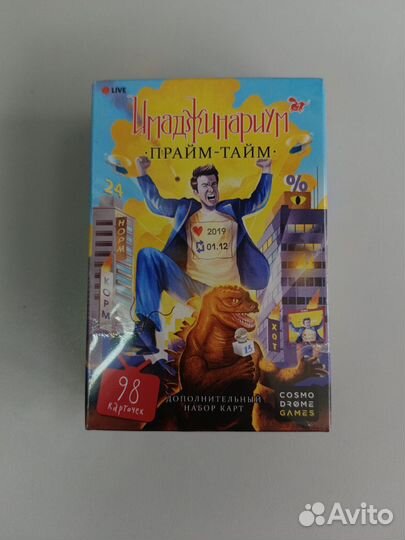 LIVE
Имаджинариум
· ПРАЙМ-ТАЙМ ·
24
%
НОРМ
2019
01.12
КОРМ
ХОТ
13
98
карточек
ДОПОЛНИТЕЛЬНЫЙ
НАБОР КАРТ
COSMO
DROME
GAMES
Avito